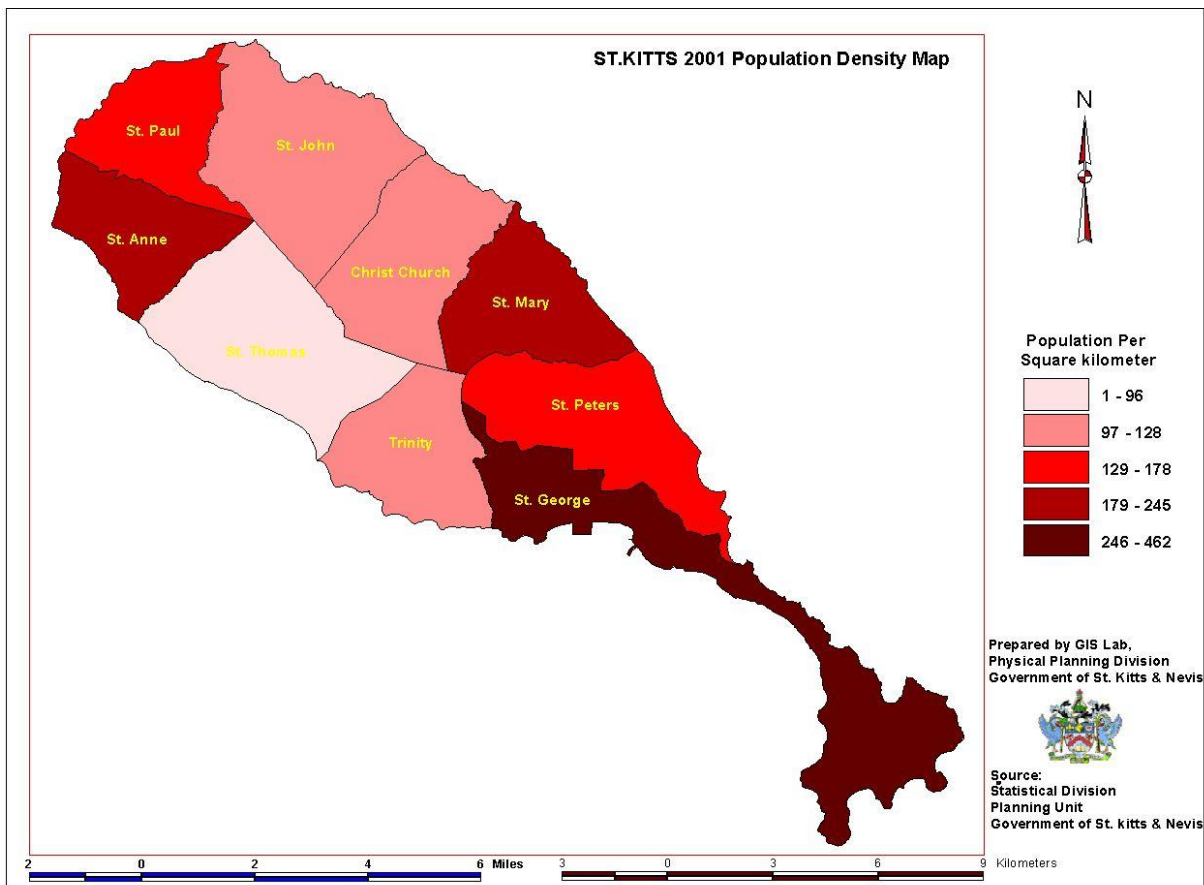 ST.KITTS 2001 Population Density Map
N
St. Paul
St. John
St. Anne
Christ Church
St. Mary
St. Thomas
St. Peters
Trinity
St. George
Population Per
Square kilometer
1 - 96
97 - 128
129 - 178
179 - 245
246 - 462
Prepared by GIS Lab,
Physical Planning Division
Government of St. Kitts & Nevis
Source:
Statistical Division
Planning Unit
Government of St. kitts & Nevis
2 0 2 4 6 Miles
3 0 3 6 9 Kilometers